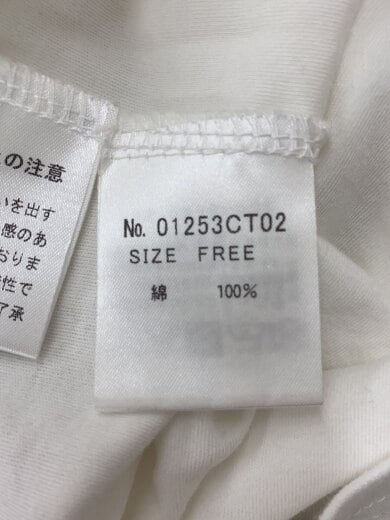 の注意
いを出す
感のあ
おりま
性で
了承
No. 01253CT02
SIZE FREE
綿 100%